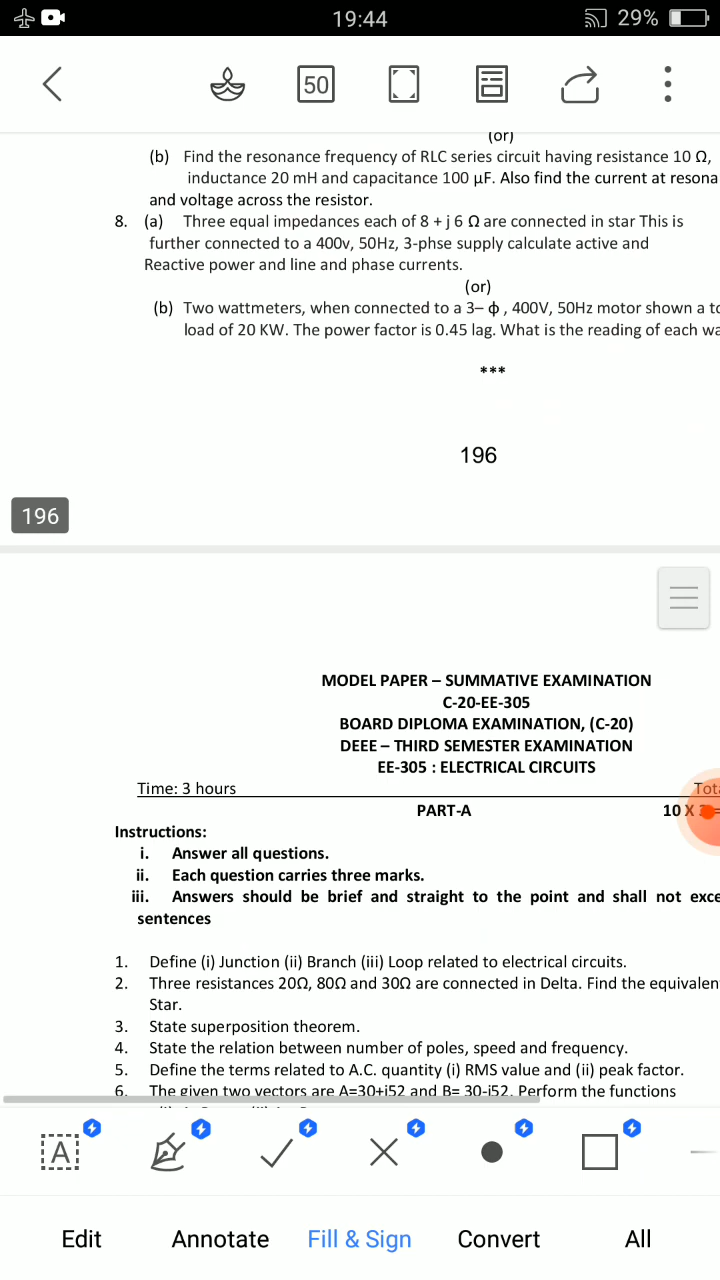 19:44
29%
50
(or)
(b) Find the resonance frequency of RLC series circuit having resistance 10 Ω,
inductance 20 mH and capacitance 100 µF. Also find the current at resona
and voltage across the resistor.
8. (a) Three equal impedances each of 8 + j 6 Ω are connected in star This is
further connected to a 400v, 50Hz, 3-phse supply calculate active and
Reactive power and line and phase currents.
(or)
(b) Two wattmeters, when connected to a 3– ϕ , 400V, 50Hz motor shown a to
load of 20 KW. The power factor is 0.45 lag. What is the reading of each wa
***
196
196
MODEL PAPER – SUMMATIVE EXAMINATION
C-20-EE-305
BOARD DIPLOMA EXAMINATION, (C-20)
DEEE – THIRD SEMESTER EXAMINATION
EE-305 : ELECTRICAL CIRCUITS
Time: 3 hours Tota
PART-A 10 X
Instructions:
i. Answer all questions.
ii. Each question carries three marks.
iii. Answers should be brief and straight to the point and shall not exce
sentences
1. Define (i) Junction (ii) Branch (iii) Loop related to electrical circuits.
2. Three resistances 20Ω, 80Ω and 30Ω are connected in Delta. Find the equivalen
Star.
3. State superposition theorem.
4. State the relation between number of poles, speed and frequency.
5. Define the terms related to A.C. quantity (i) RMS value and (ii) peak factor.
6. The given two vectors are A=30+j52 and B= 30-j52. Perform the functions
A
Edit Annotate Fill & Sign Convert All